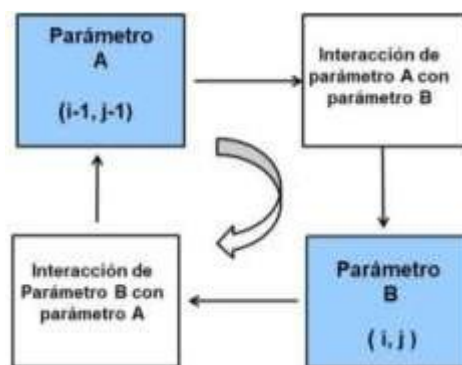 Parámetro
A
(i-1, j-1)
Interacción de
parámetro A con
parámetro B
Interacción de
Parámetro B con
parámetro A
Parámetro
B
( i, j )